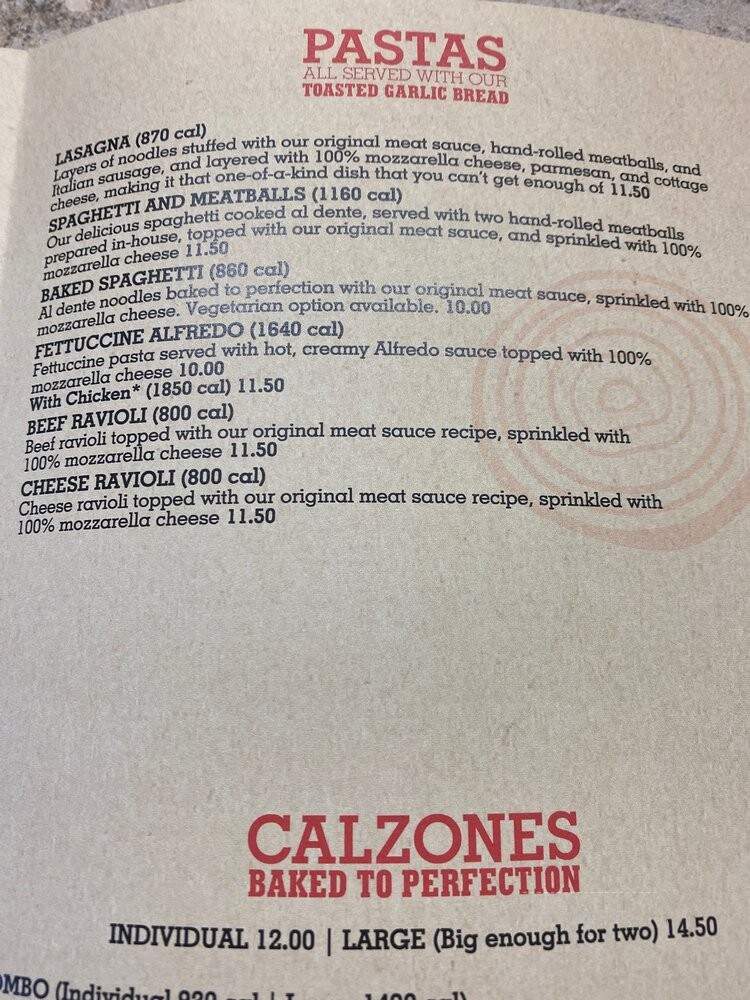 PASTAS
ALL SERVED WITH OUR
TOASTED GARLIC BREAD
LASAGNA (870 cal)
Layers of noodles stuffed with our original meat sauce, hand-rolled meatballs, and
Italian sausage, and layered with 100% mozzarella cheese, parmesan, and cottage
cheese, making it that one-of-a-kind dish that you can't get enough of 11.50
SPAGHETTI AND MEATBALLS (1160 cal)
Our delicious spaghetti cooked al dente, served with two hand-rolled meatballs
prepared in-house, topped with our original meat sauce, and sprinkled with 100%
mozzarella cheese 11.50
BAKED SPAGHETTI (860 cal)
Al dente noodles baked to perfection with our original meat sauce, sprinkled with 100%
mozzarella cheese. Vegetarian option available. 10.00
FETTUCCINE ALFREDO (1640 cal)
Fettuccine pasta served with hot, creamy Alfredo sauce topped with 100%
mozzarella cheese 10.00
With Chicken* (1850 cal) 11.50
BEEF RAVIOLI (800 cal)
Beef ravioli topped with our original meat sauce recipe, sprinkled with
100% mozzarella cheese 11.50
CHEESE RAVIOLI (800 cal)
Cheese ravioli topped with our original meat sauce recipe, sprinkled with
100% mozzarella cheese 11.50
CALZONES
BAKED TO PERFECTION
INDIVIDUAL 12.00 | LARGE (Big enough for two) 14.50
(Individual